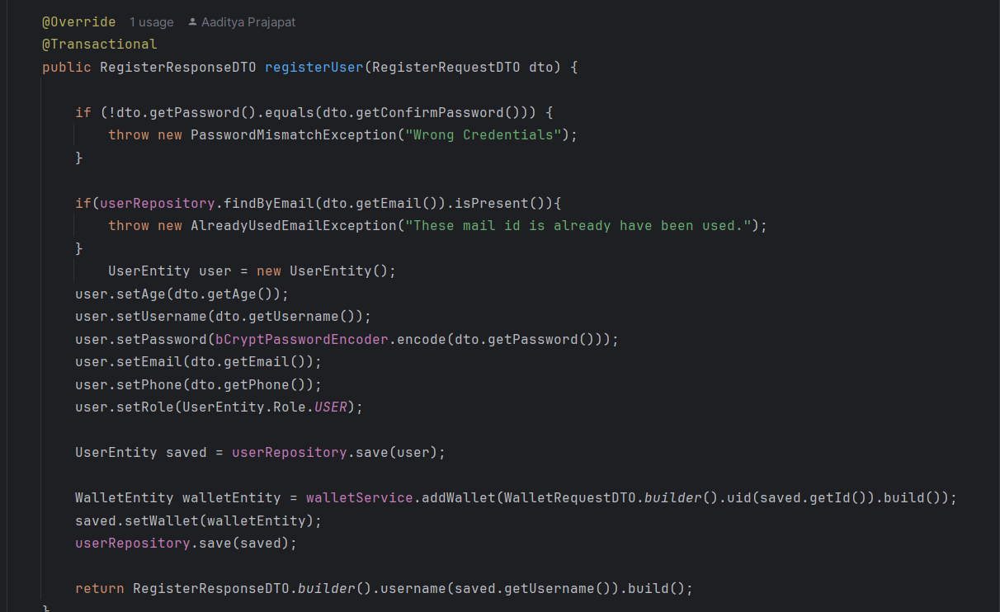 @Override 1 usage Aaditya Prajapat
@Transactional
public RegisterResponseDTO registerUser(RegisterRequestDTO dto) {
if (!dto.getPassword().equals(dto.getConfirmPassword())) {
throw new PasswordMismatchException("Wrong Credentials");
}
if(userRepository.findByEmail(dto.getEmail()).isPresent()){
throw new AlreadyUsedEmailException("These mail id is already have been used.");
}
UserEntity user = new UserEntity();
user.setAge(dto.getAge());
user.setUsername(dto.getUsername());
user.setPassword(bCryptPasswordEncoder.encode(dto.getPassword()));
user.setEmail(dto.getEmail());
user.setPhone(dto.getPhone());
user.setRole(UserEntity.Role.USER);
UserEntity saved = userRepository.save(user);
WalletEntity walletEntity = walletService.addWallet(WalletRequestDTO.builder().uid(saved.getId()).build());
saved.setWallet(walletEntity);
userRepository.save(saved);
return RegisterResponseDTO.builder().username(saved.getUsername()).build();
}